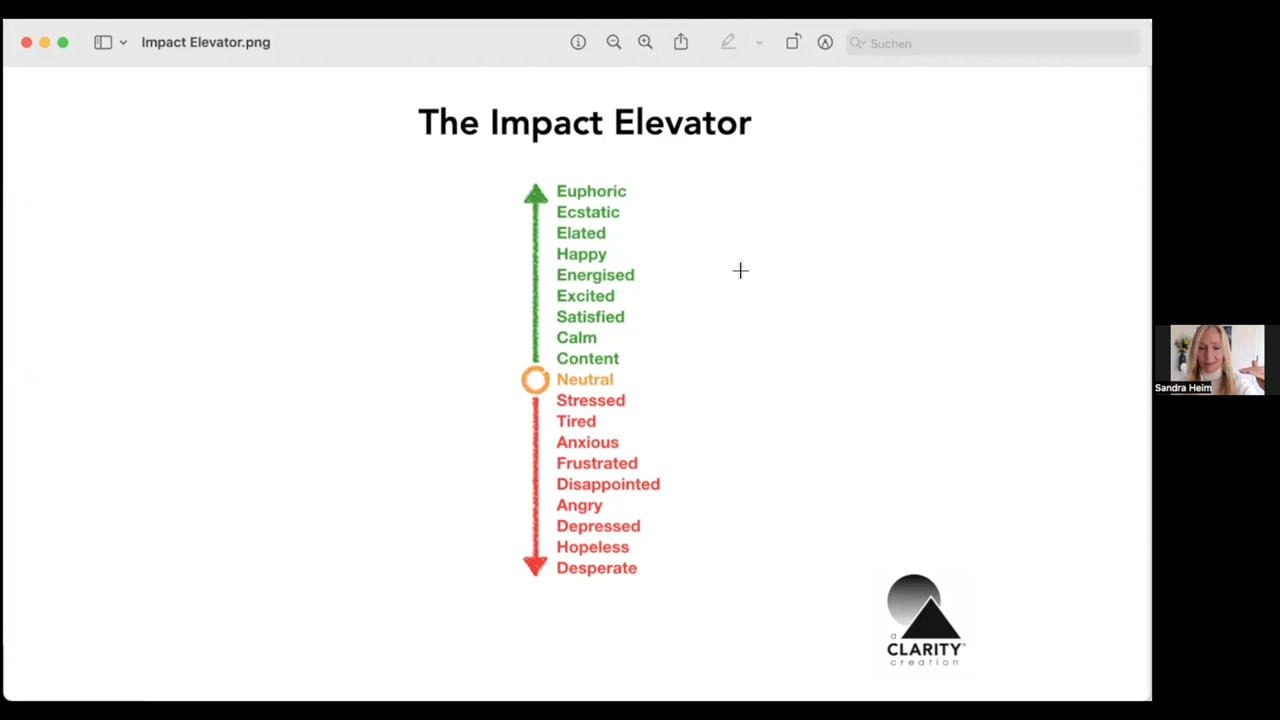 Impact Elevator.png
Suchen
The Impact Elevator
Euphoric
Ecstatic
Elated
Happy
Energised
Excited
Satisfied
Calm
Content
Neutral
Stressed
Tired
Anxious
Frustrated
Disappointed
Angry
Depressed
Hopeless
Desperate
Sandra Heim
a
CLARITY
creation